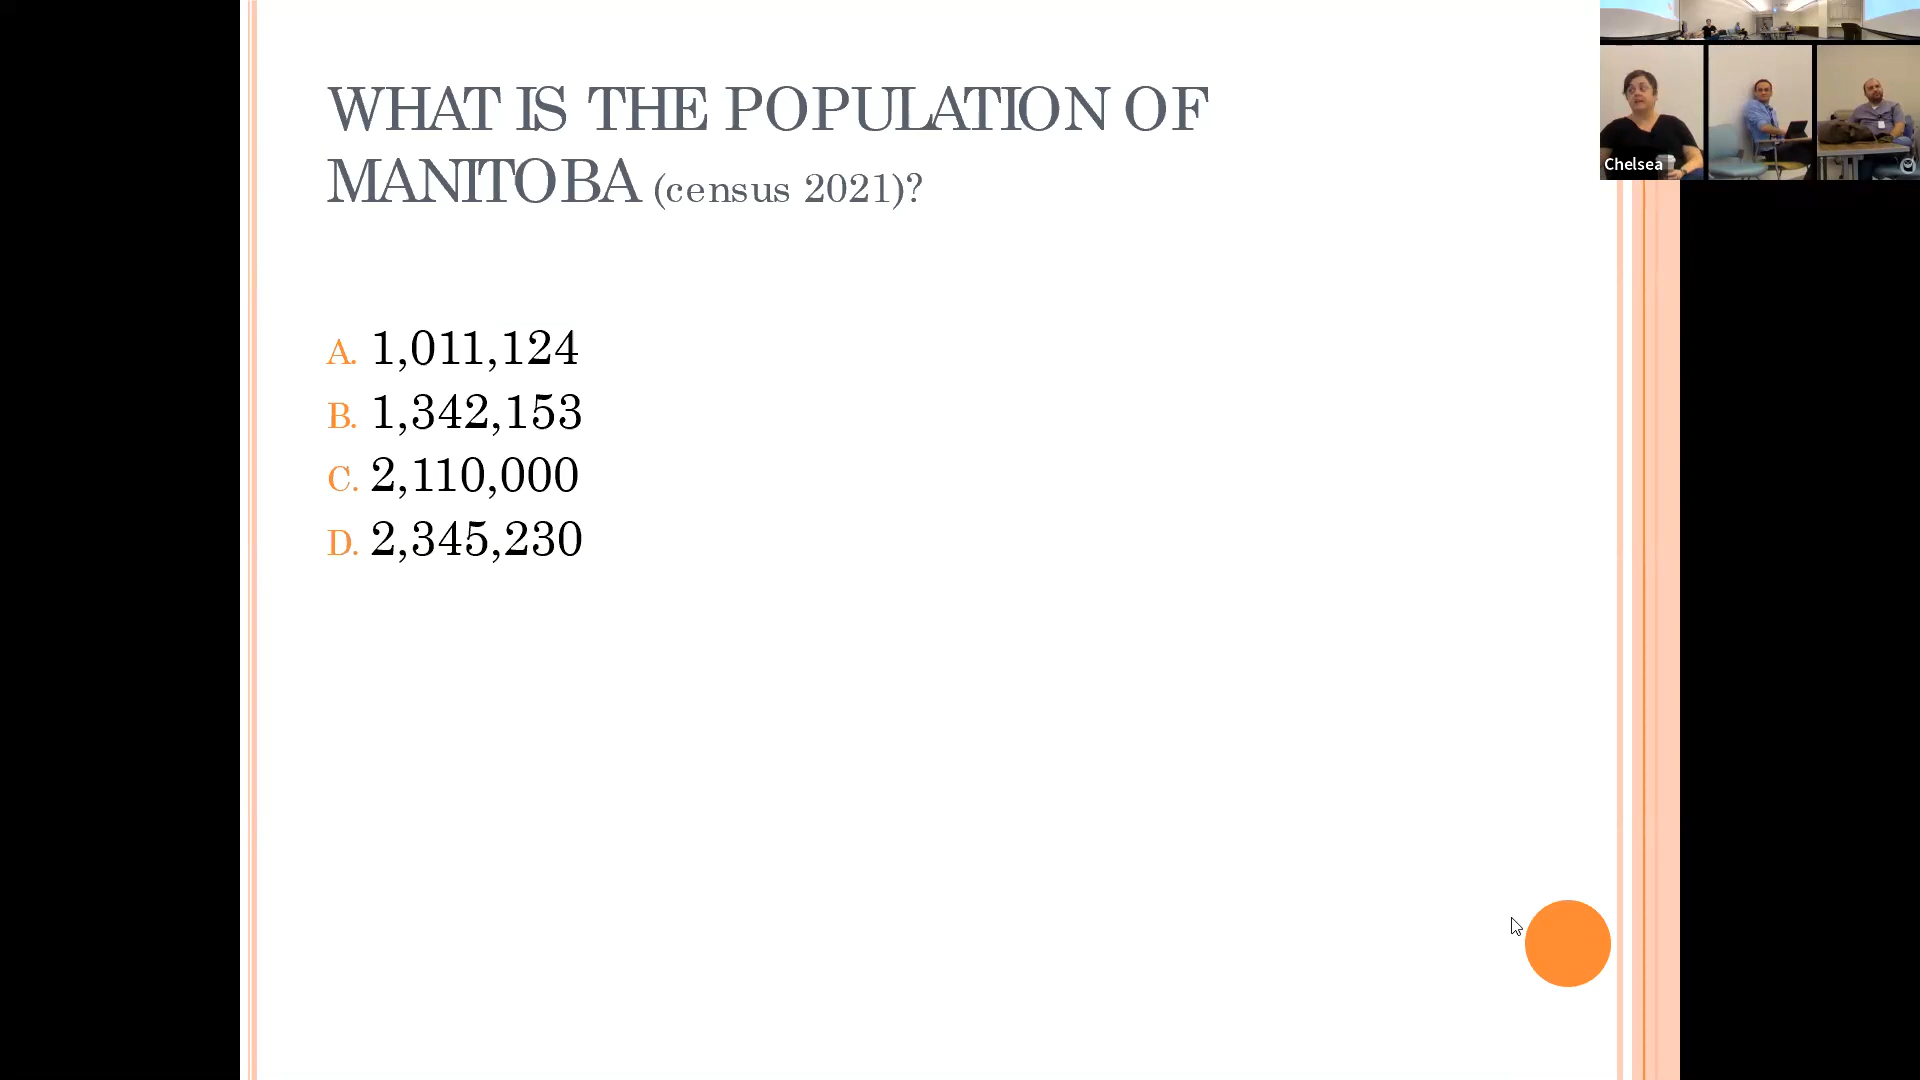 WHAT IS THE POPULATION OF
MANITOBA (census 2021)?
A. 1,011,124
B. 1,342,153
C. 2,110,000
D. 2,345,230
Chelsea